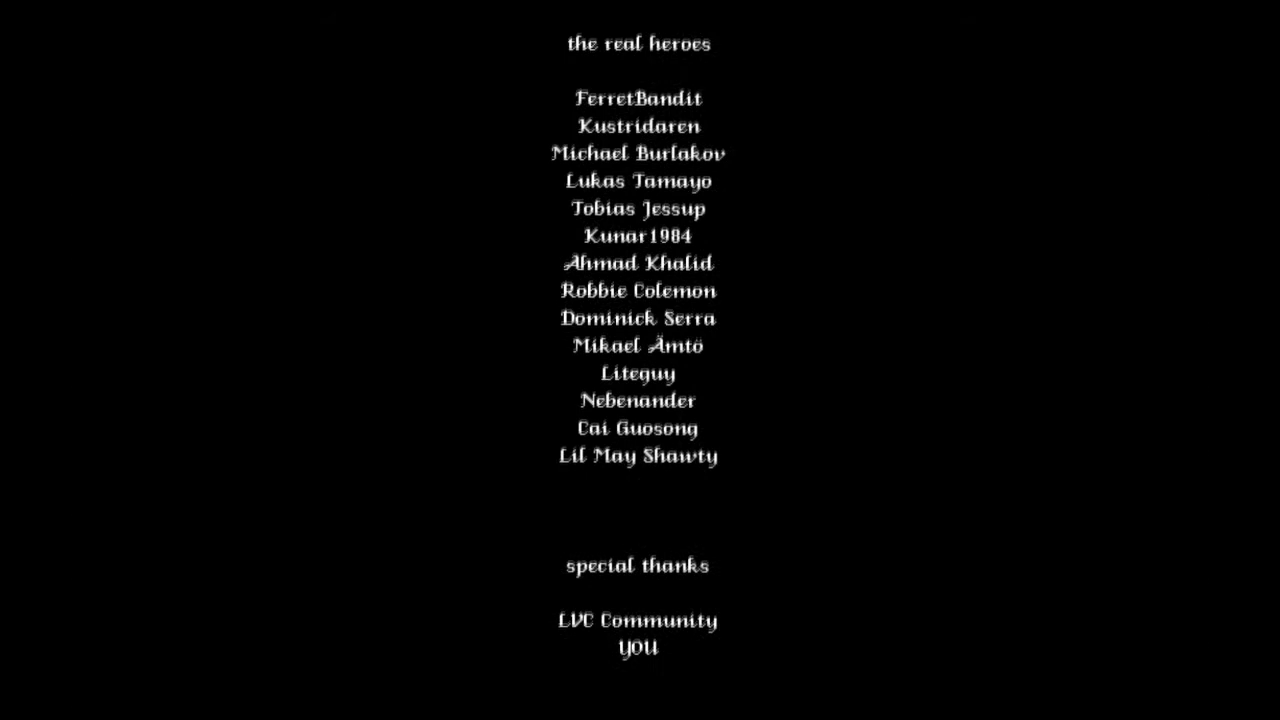 the real heroes
FerretBandit
Kustridaren
Michael Burlakov
Lukas Tamayo
Tobias Jessup
Kunar1984
Ahmad Khalid
Robbie Colemon
Dominick Serra
Mikael Ämtö
Liteguy
Nebenander
Cai Guosong
Lil May Shawty
special thanks
LVC Community
YOU